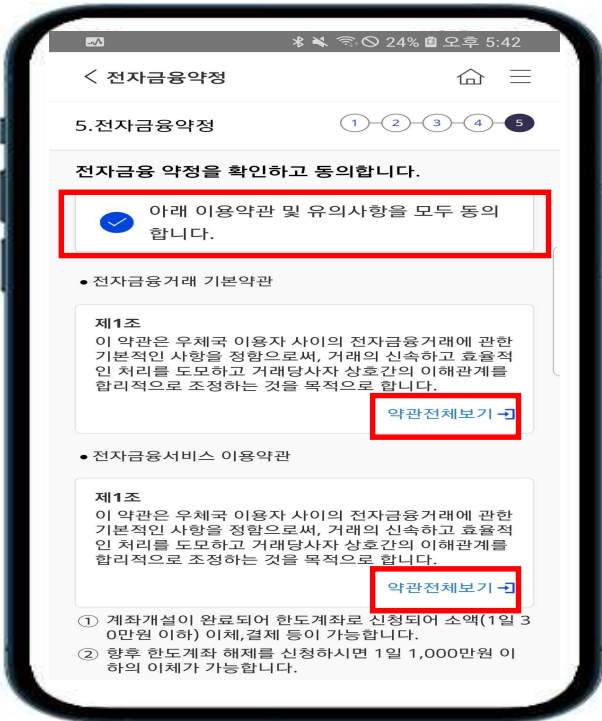 24% 오후 5:42
< 전자금융약정
5.전자금융약정
1 2 3 4 5
전자금융 약정을 확인하고 동의합니다.
아래 이용약관 및 유의사항을 모두 동의
합니다.
● 전자금융거래 기본약관
제1조
이 약관은 우체국 이용자 사이의 전자금융거래에 관한
기본적인 사항을 정함으로써, 거래의 신속하고 효율적
인 처리를 도모하고 거래당사자 상호간의 이해관계를
합리적으로 조정하는 것을 목적으로 합니다.
약관전체보기
● 전자금융서비스 이용약관
제1조
이 약관은 우체국 이용자 사이의 전자금융거래에 관한
기본적인 사항을 정함으로써, 거래의 신속하고 효율적
인 처리를 도모하고 거래당사자 상호간의 이해관계를
합리적으로 조정하는 것을 목적으로 합니다.
약관전체보기
① 계좌개설이 완료되어 한도계좌로 신청되어 소액(1일 3
0만원 이하) 이체,결제 등이 가능합니다.
② 향후 한도계좌 해제를 신청하시면 1일 1,000만원 이
하의 이체가 가능합니다.